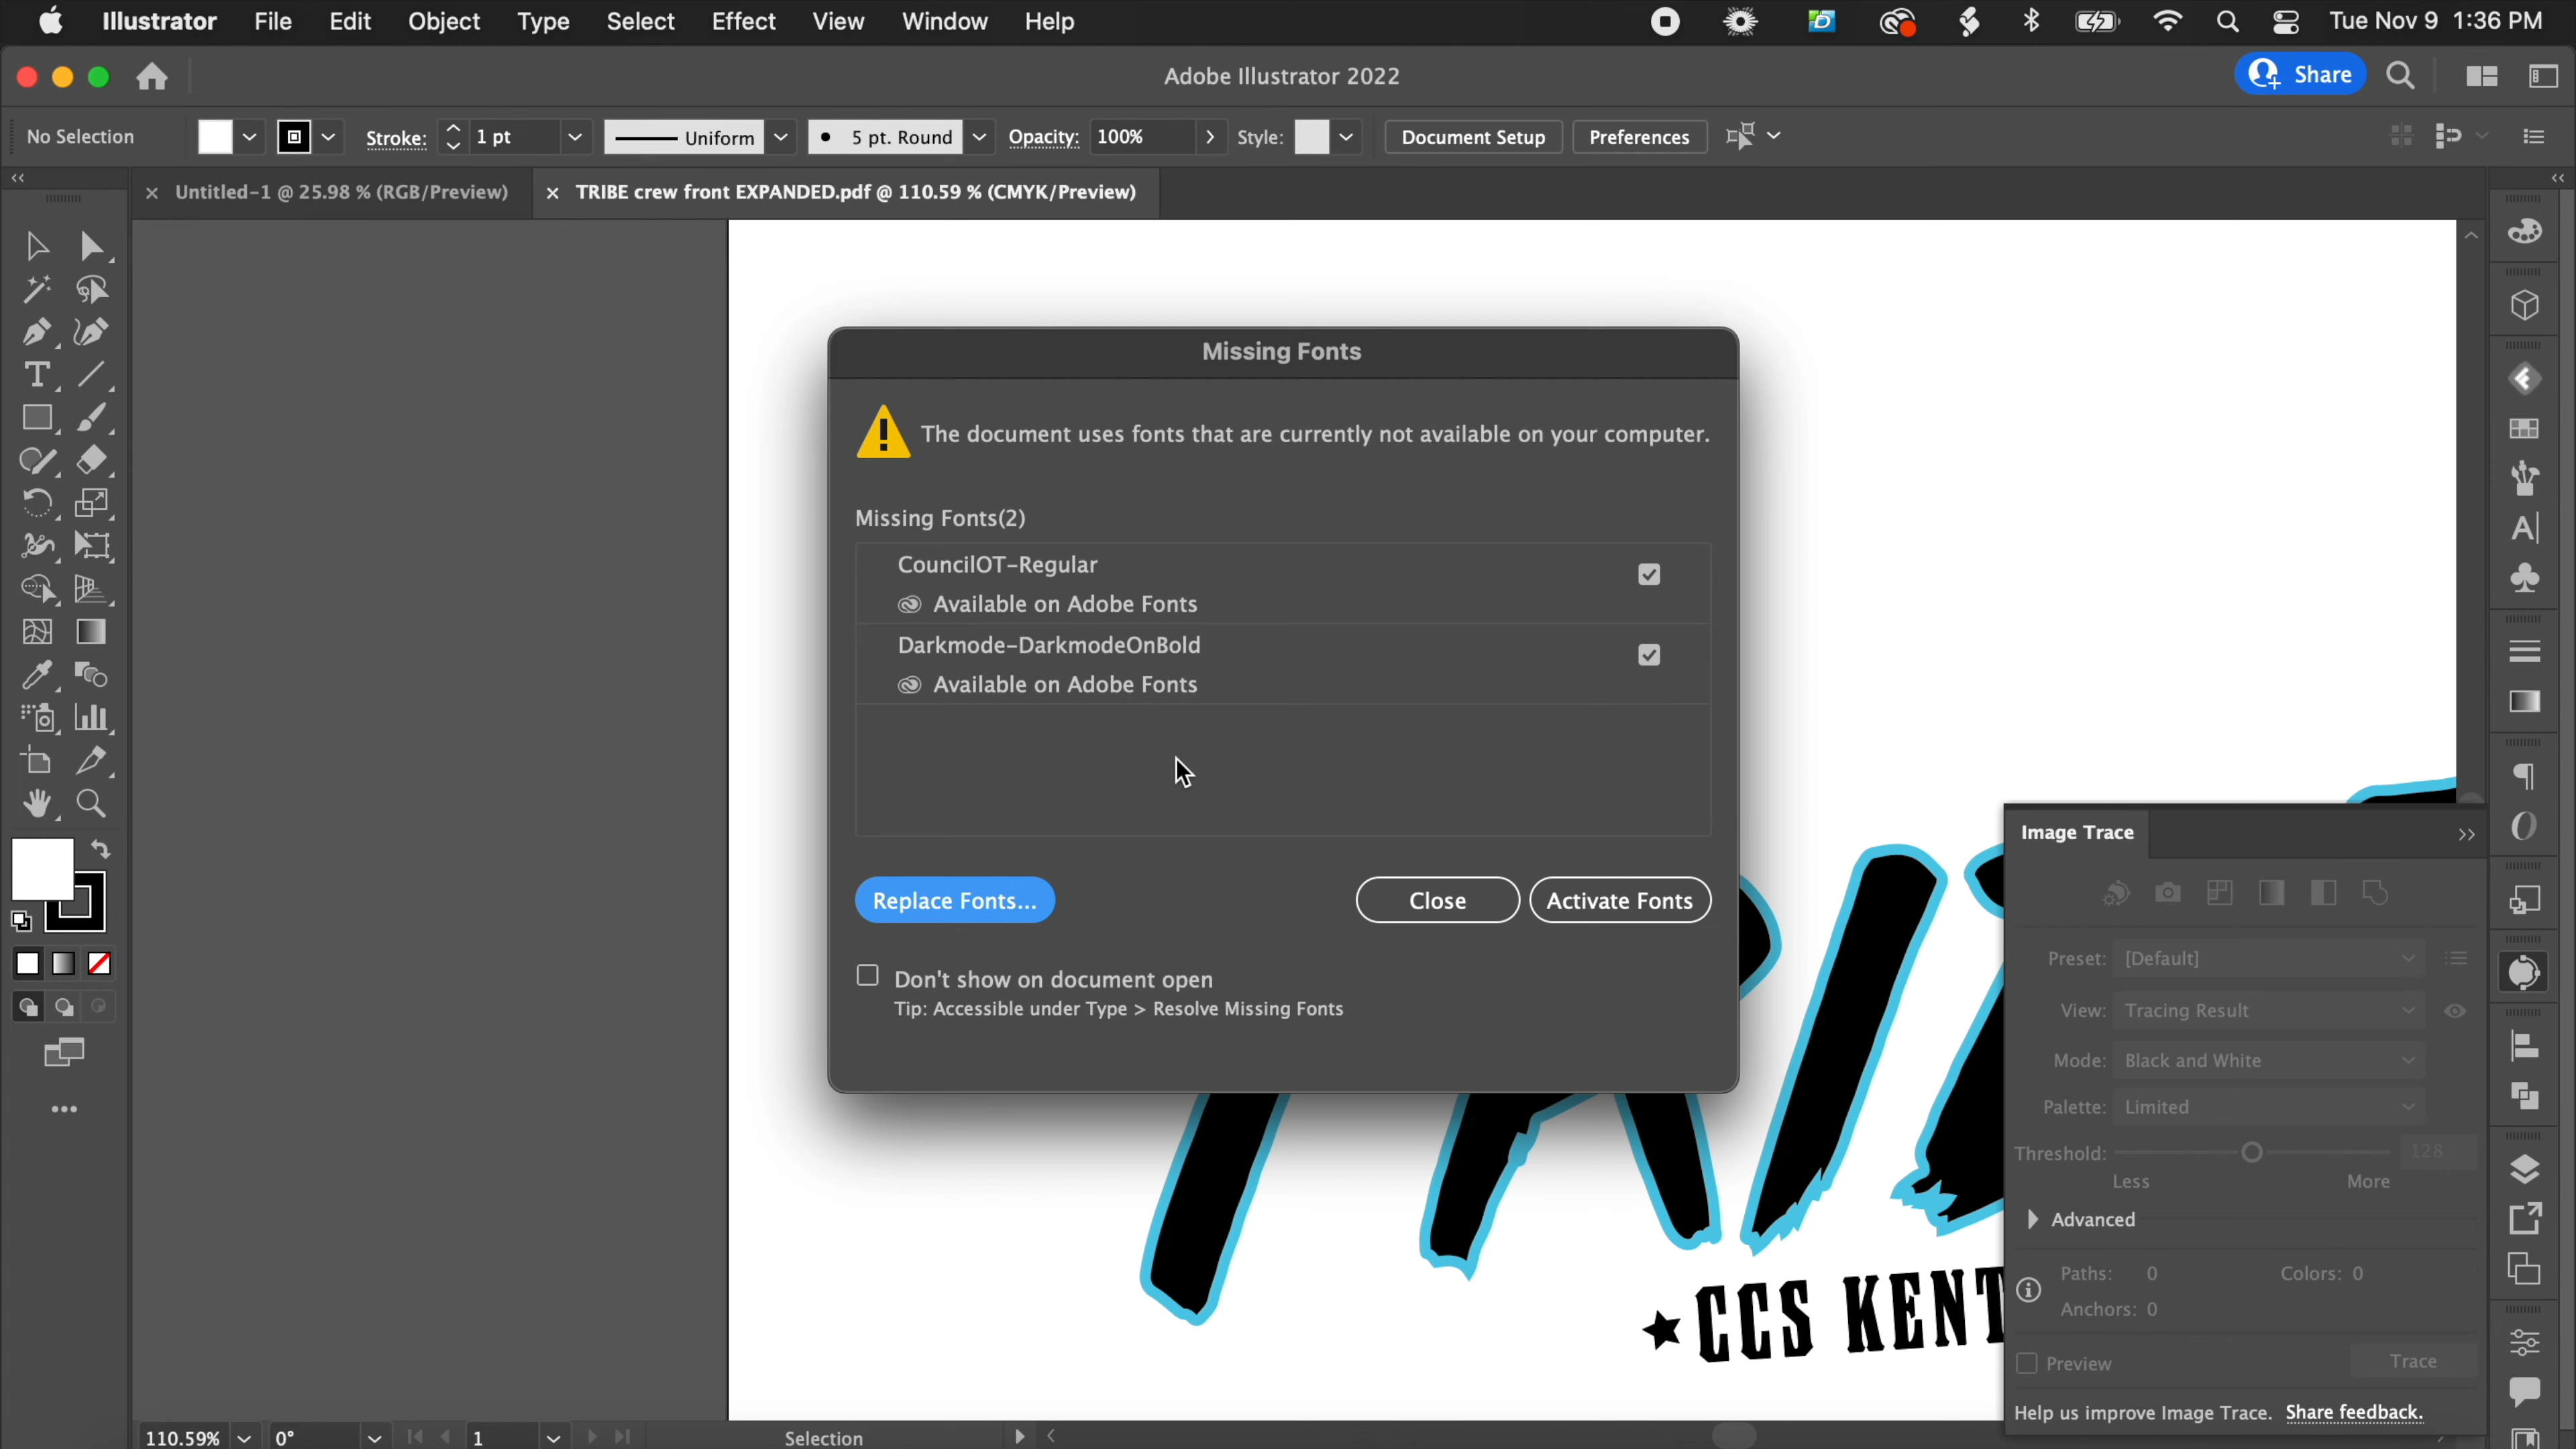 Illustrator File Edit Object Type Select Effect View Window Help Tue Nov 9 1:36 PM
Adobe Illustrator 2022
Share
No Selection Stroke: 1 pt Uniform 5 pt. Round Opacity: 100% Style: Document Setup Preferences
Untitled-1 @ 25.98 % (RGB/Preview) TRIBE crew front EXPANDED.pdf @ 110.59 % (CMYK/Preview)
Missing Fonts
The document uses fonts that are currently not available on your computer.
Missing Fonts(2)
CouncilOT-Regular
Available on Adobe Fonts
Darkmode-DarkmodeOnBold
Available on Adobe Fonts
Replace Fonts... Close Activate Fonts
Don't show on document open
Tip: Accessible under Type > Resolve Missing Fonts
Image Trace
Preset: [Default]
View: Tracing Result
Mode: Black and White
Palette: Limited
Threshold: 128
Less More
Advanced
Paths: 0 Colors: 0
Anchors: 0
Preview Trace
Help us improve Image Trace. Share feedback.
CCS KENT
110.59% 0° 1 Selection